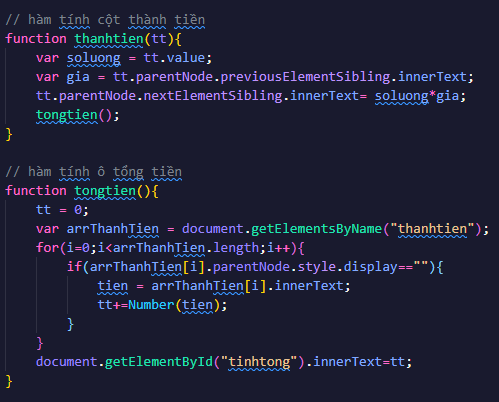 // hàm tính cột thành tiền
function thanhtien(tt){
    var soluong = tt.value;
    var gia = tt.parentNode.previousElementSibling.innerText;
    tt.parentNode.nextElementSibling.innerText= soluong*gia;
    tongtien();
}
// hàm tính ô tổng tiền
function tongtien(){
    tt = 0;
    var arrThanhTien = document.getElementsByName("thanhtien");
    for(i=0;i<arrThanhTien.length;i++){
        if(arrThanhTien[i].parentNode.style.display==""){
            tien = arrThanhTien[i].innerText;
            tt+=Number(tien);
        }
    }
    document.getElementById("tinhtong").innerText=tt;
}